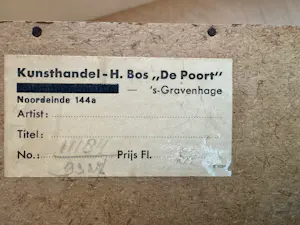 Kunsthandel-H. Bos „De Poort"
— 's-Gravenhage
Noordeinde 144a
Artist:
Titel:
No.: Prijs Fl.